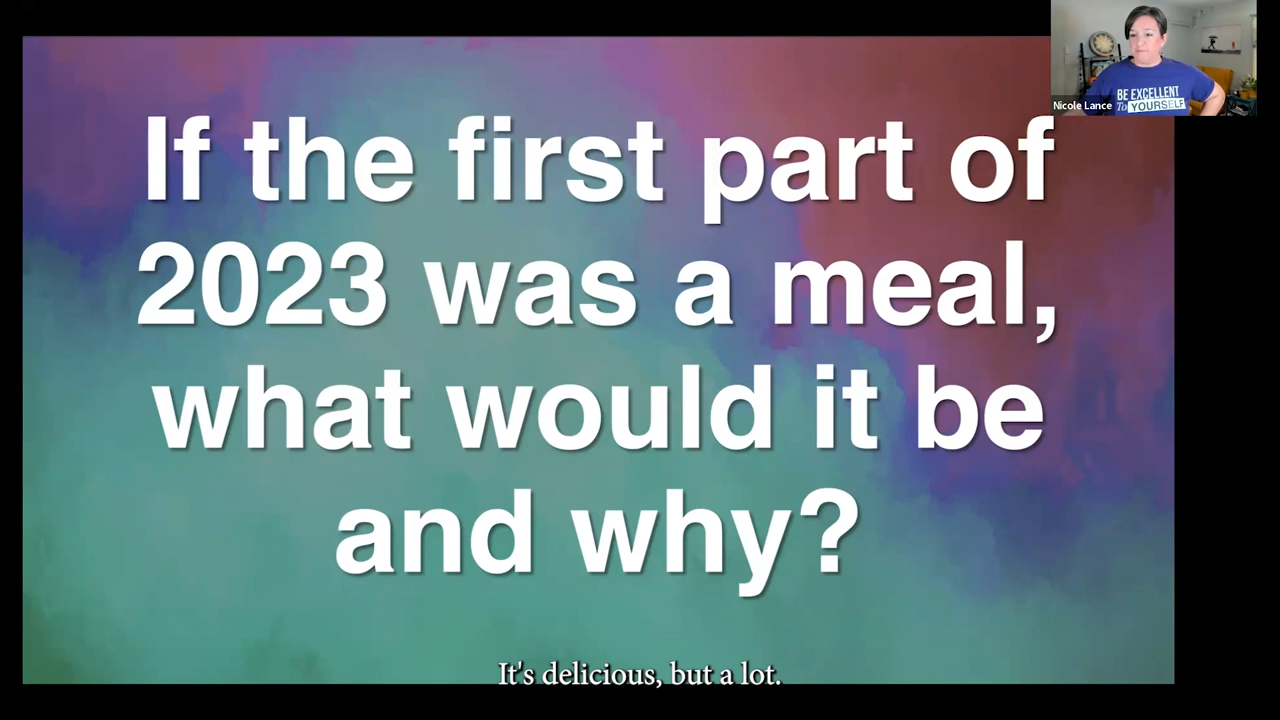 If the first part of
2023 was a meal,
what would it be
and why?
Nicole Lance
BE EXCELLENT
To YOURSELF
It's delicious, but a lot.